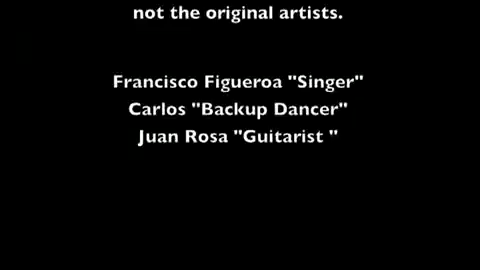 not the original artists.
Francisco Figueroa "Singer"
Carlos "Backup Dancer"
Juan Rosa "Guitarist "